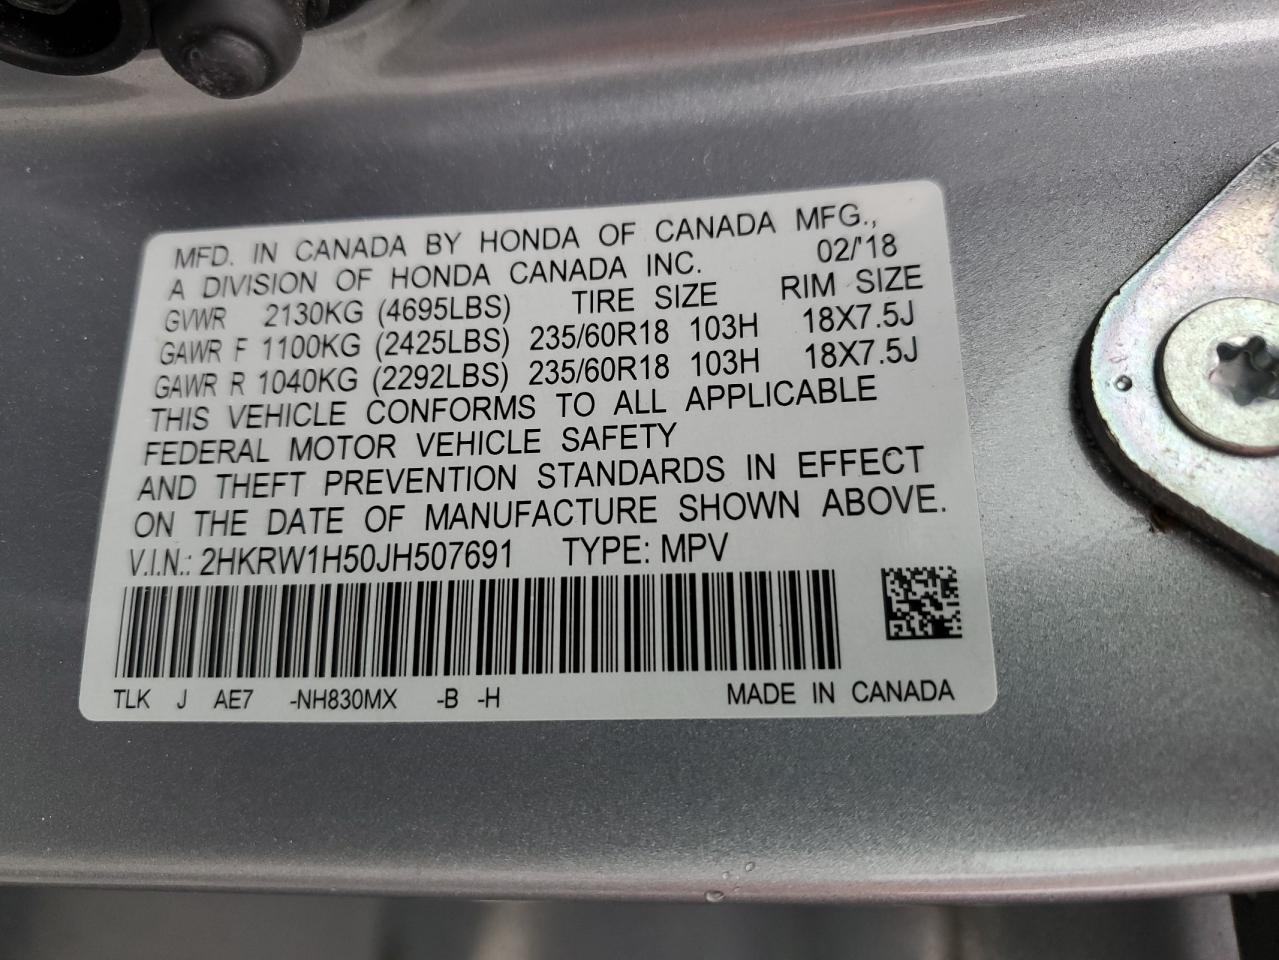 MFD. IN CANADA BY HONDA OF CANADA MFG.,
A DIVISION OF HONDA CANADA INC. 02/'18
GVWR 2130KG (4695LBS) TIRE SIZE RIM SIZE
GAWR F 1100KG (2425LBS) 235/60R18 103H 18X7.5J
GAWR R 1040KG (2292LBS) 235/60R18 103H 18X7.5J
THIS VEHICLE CONFORMS TO ALL APPLICABLE
FEDERAL MOTOR VEHICLE SAFETY
AND THEFT PREVENTION STANDARDS IN EFFECT
ON THE DATE OF MANUFACTURE SHOWN ABOVE.
V.I.N.: 2HKRW1H50JH507691 TYPE: MPV
TLK J AE7 -NH830MX -B -H MADE IN CANADA